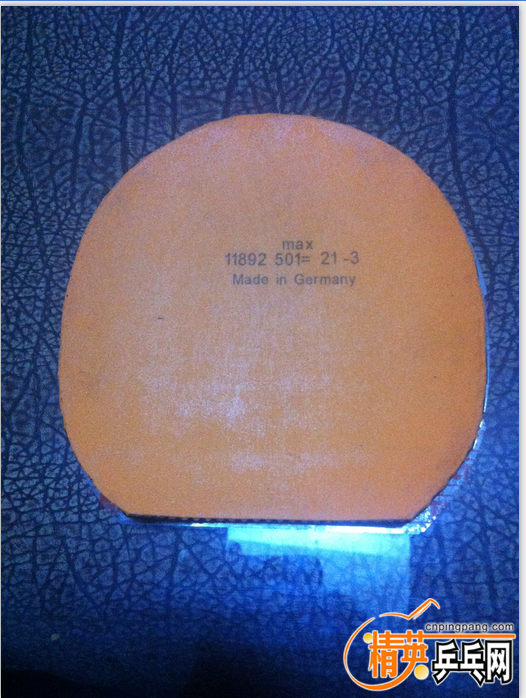 max
11892 501= 21-3
Made in Germany
cnpingpang.com
精英乒乓网